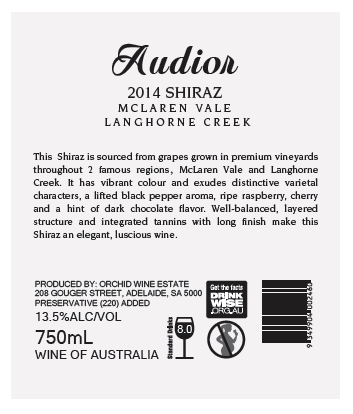 Audior
2014 SHIRAZ
MCLAREN VALE
LANGHORNE CREEK
This Shiraz is sourced from grapes grown in premium vineyards
throughout 2 famous regions, McLaren Vale and Langhorne
Creek. It has vibrant colour and exudes distinctive varietal
characters, a lifted black pepper aroma, ripe raspberry, cherry
and a hint of dark chocolate flavor. Well-balanced, layered
structure and integrated tannins with long finish make this
Shiraz an elegant, luscious wine.
PRODUCED BY: ORCHID WINE ESTATE
208 GOUGER STREET, ADELAIDE, SA 5000
PRESERVATIVE (220) ADDED
13.5%ALC/VOL
750mL
WINE OF AUSTRALIA
Standard Drinks
8.0
Get the facts
DRINK
WISE
.ORG.AU
9 349904 002460